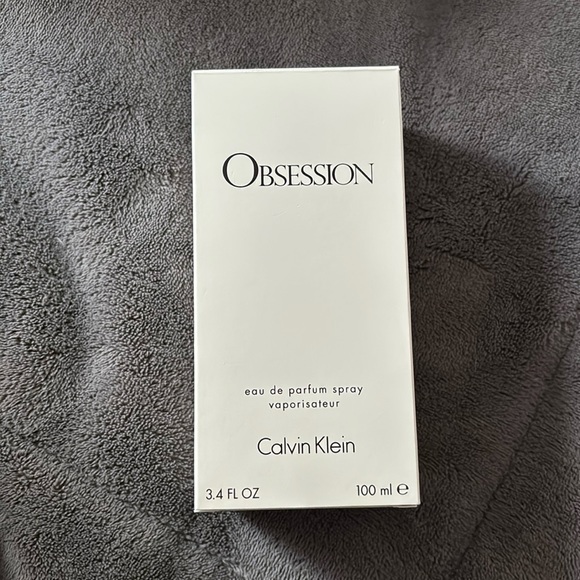 OBSESSION
eau de parfum spray
vaporisateur
Calvin Klein
3.4 FL OZ 100 ml ℮